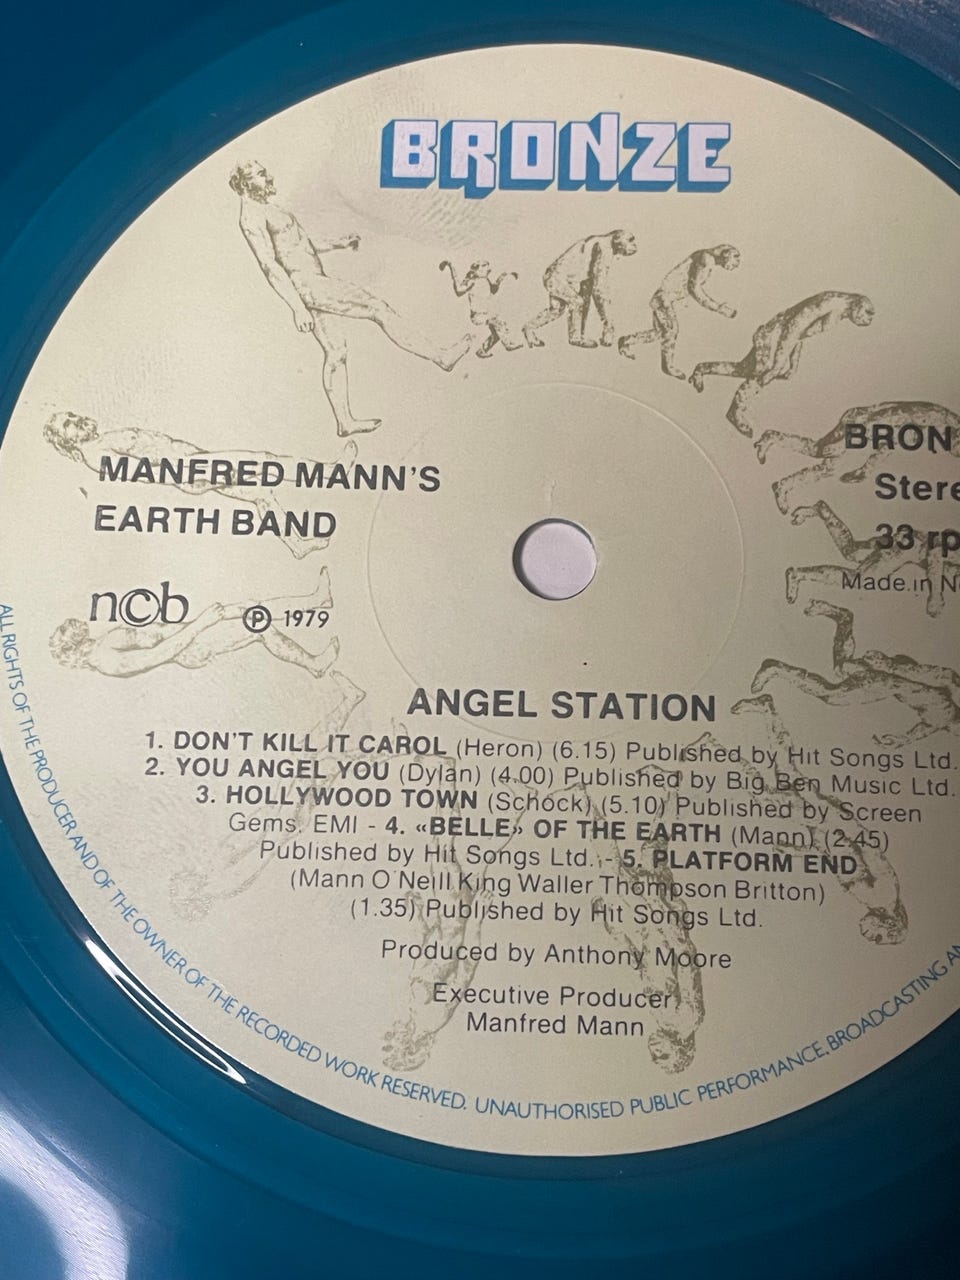 BRONZE
MANFRED MANN'S
EARTH BAND
ncb ℗ 1979
BRON
Stere
33 rp
Made in N
ANGEL STATION
1. DON'T KILL IT CAROL (Heron) (6.15) Published by Hit Songs Ltd.
2. YOU ANGEL YOU (Dylan) (4.00) Published by Big Ben Music Ltd.
3. HOLLYWOOD TOWN (Schock) (5.10) Published by Screen
Gems. EMI - 4. «BELLE» OF THE EARTH (Mann) (2.45)
Published by Hit Songs Ltd. - 5. PLATFORM END
(Mann O'Neill King Waller Thompson Britton)
(1.35) Published by Hit Songs Ltd.
Produced by Anthony Moore
Executive Producer
Manfred Mann
ALL RIGHTS OF THE PRODUCER AND OF THE OWNER OF THE RECORDED WORK RESERVED. UNAUTHORISED PUBLIC PERFORMANCE, BROADCASTING AN